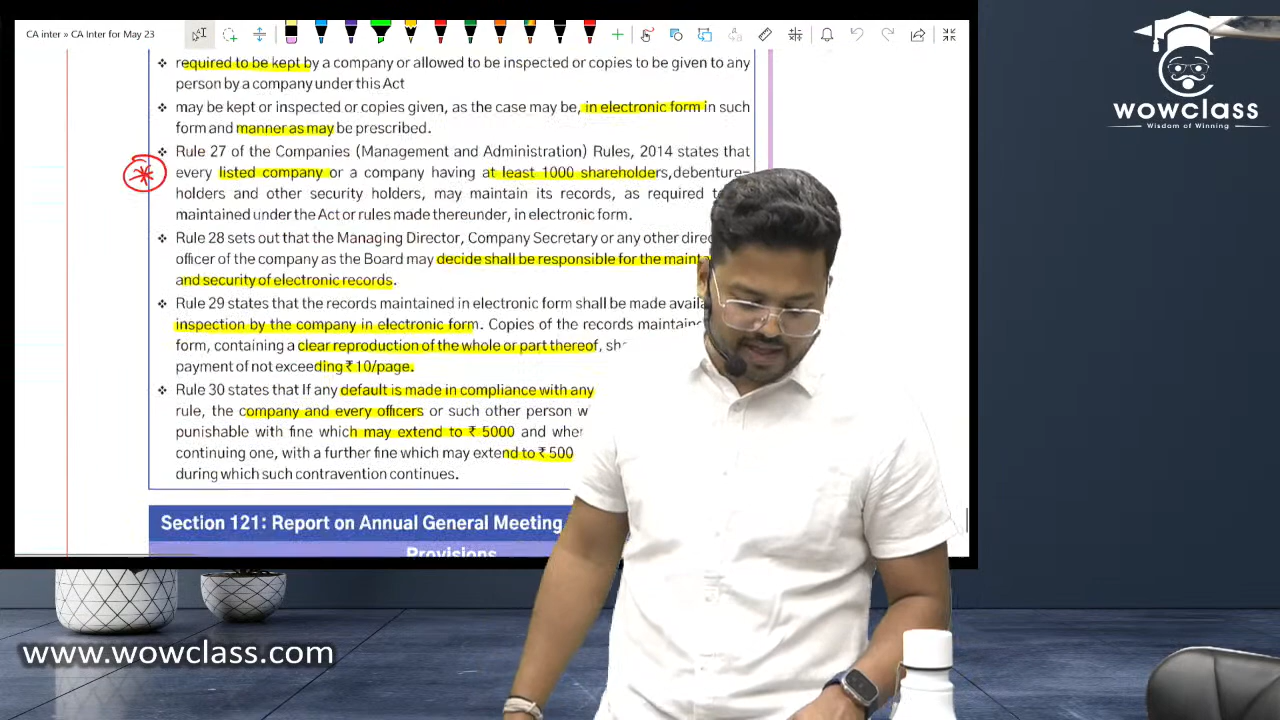 CA inter » CA Inter for May 23
required to be kept by a company or allowed to be inspected or copies to be given to any
person by a company under this Act
may be kept or inspected or copies given, as the case may be, in electronic form in such
form and manner as may be prescribed.
Rule 27 of the Companies (Management and Administration) Rules, 2014 states that
every listed company or a company having at least 1000 shareholders, debenture-
holders and other security holders, may maintain its records, as required
maintained under the Act or rules made thereunder, in electronic form.
Rule 28 sets out that the Managing Director, Company Secretary or any other
officer of the company as the Board may decide shall be responsible for the
and security of electronic records.
Rule 29 states that the records maintained in electronic form shall be made
inspection by the company in electronic form. Copies of the records
form, containing a clear reproduction of the whole or part thereof,
payment of not exceeding ₹ 10/page.
Rule 30 states that If any default is made in compliance with any
rule, the company and every officers or such other person
punishable with fine which may extend to ₹ 5000 and
continuing one, with a further fine which may extend to ₹ 500
during which such contravention continues.
Section 121: Report on Annual General Meeting
Provisions
wowclass
Wisdom of Winning
www.wowclass.com